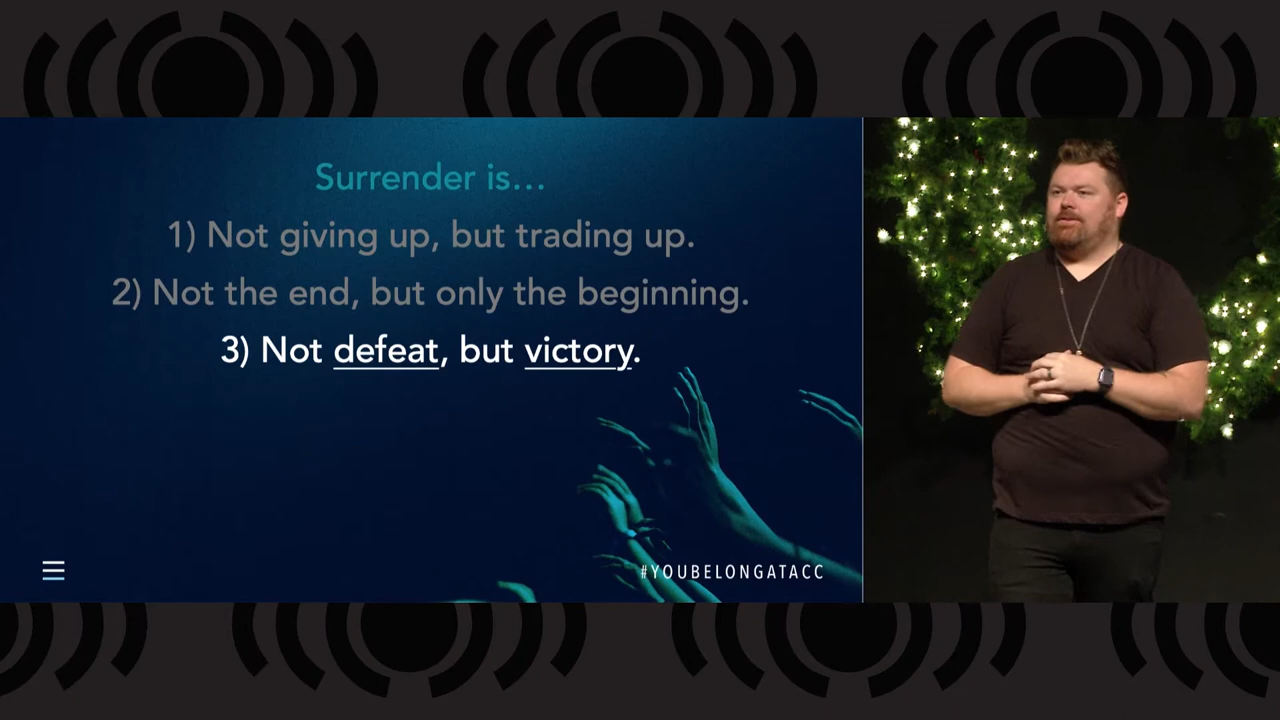 Surrender is...
1) Not giving up, but trading up.
2) Not the end, but only the beginning.
3) Not defeat, but victory.
#YOUBELONGATACC